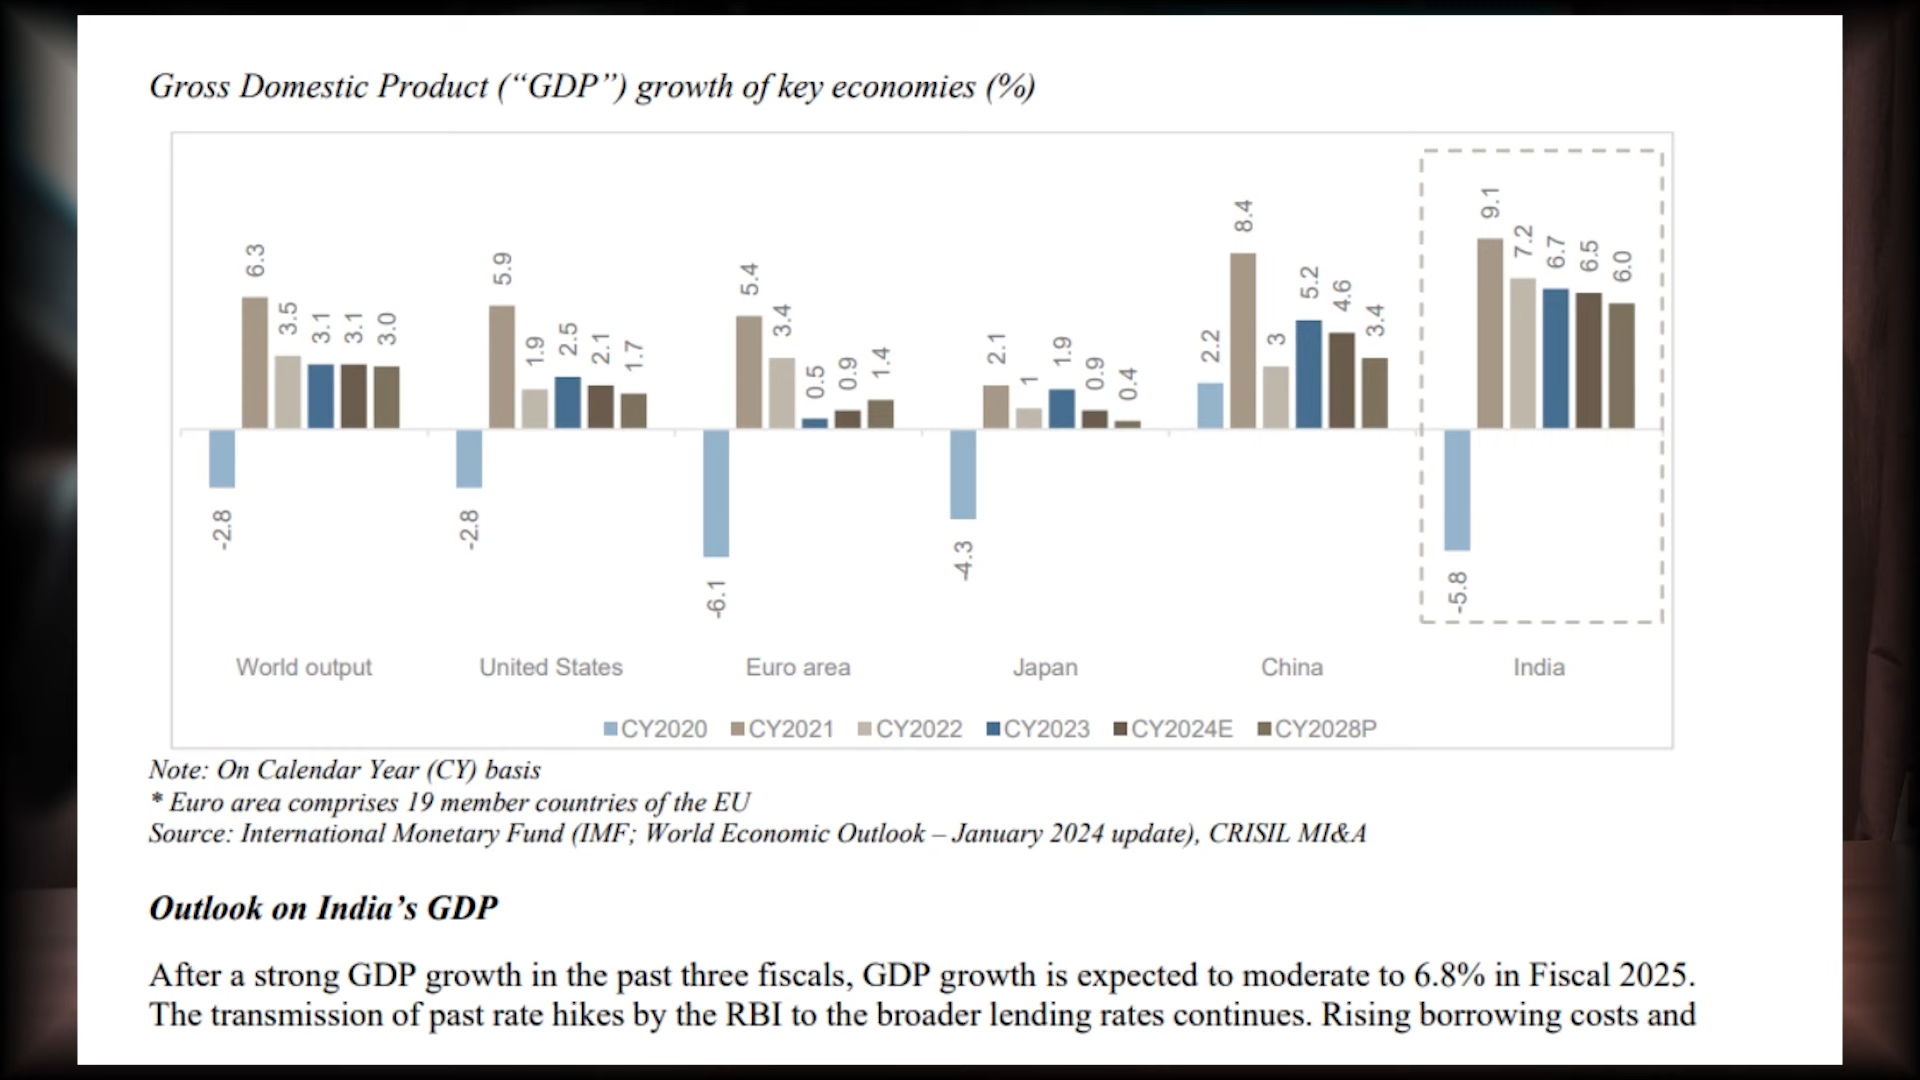 Gross Domestic Product (“GDP”) growth of key economies (%)
-2.8 6.3 3.5 3.1 3.1 3.0
-2.8 5.9 1.9 2.5 2.1 1.7
-6.1 5.4 3.4 0.5 0.9 1.4
-4.3 2.1 1 1.9 0.9 0.4
2.2 8.4 3 5.2 4.6 3.4
-5.8 9.1 7.2 6.7 6.5 6.0
World output United States Euro area Japan China India
CY2020 CY2021 CY2022 CY2023 CY2024E CY2028P
Note: On Calendar Year (CY) basis
* Euro area comprises 19 member countries of the EU
Source: International Monetary Fund (IMF; World Economic Outlook – January 2024 update), CRISIL MI&A
Outlook on India’s GDP
After a strong GDP growth in the past three fiscals, GDP growth is expected to moderate to 6.8% in Fiscal 2025.
The transmission of past rate hikes by the RBI to the broader lending rates continues. Rising borrowing costs and